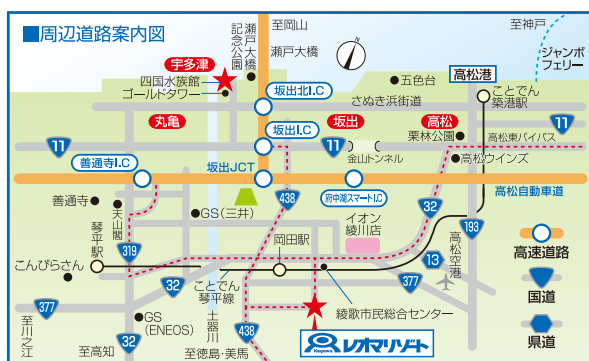 ■周辺道路案内図
至岡山
瀬戸大橋
瀬戸大橋
記念公園
至神戸
ジャンボ
フェリー
宇多津
四国水族館
ゴールドタワー
五色台
高松港
ことでん
築港駅
坂出北I.C
さぬき浜街道
丸亀
坂出I.C
坂出
高松
栗林公園
11
11
11
高松東バイパス
金山トンネル
高松ウインズ
善通寺I.C
坂出JCT
府中湖スマートI.C
高松自動車道
善通寺
天山閣
GS(三井)
438
イオン
綾川店
32
193
高速道路
琴平駅
319
岡田駅
高松空港
13
国道
こんぴらさん
32
ことでん
琴平線
377
県道
377
GS
(ENEOS)
土器川
綾歌市民総合センター
至川之江
至高知
32
438
至徳島・美馬
Kagawa
レオマリゾート